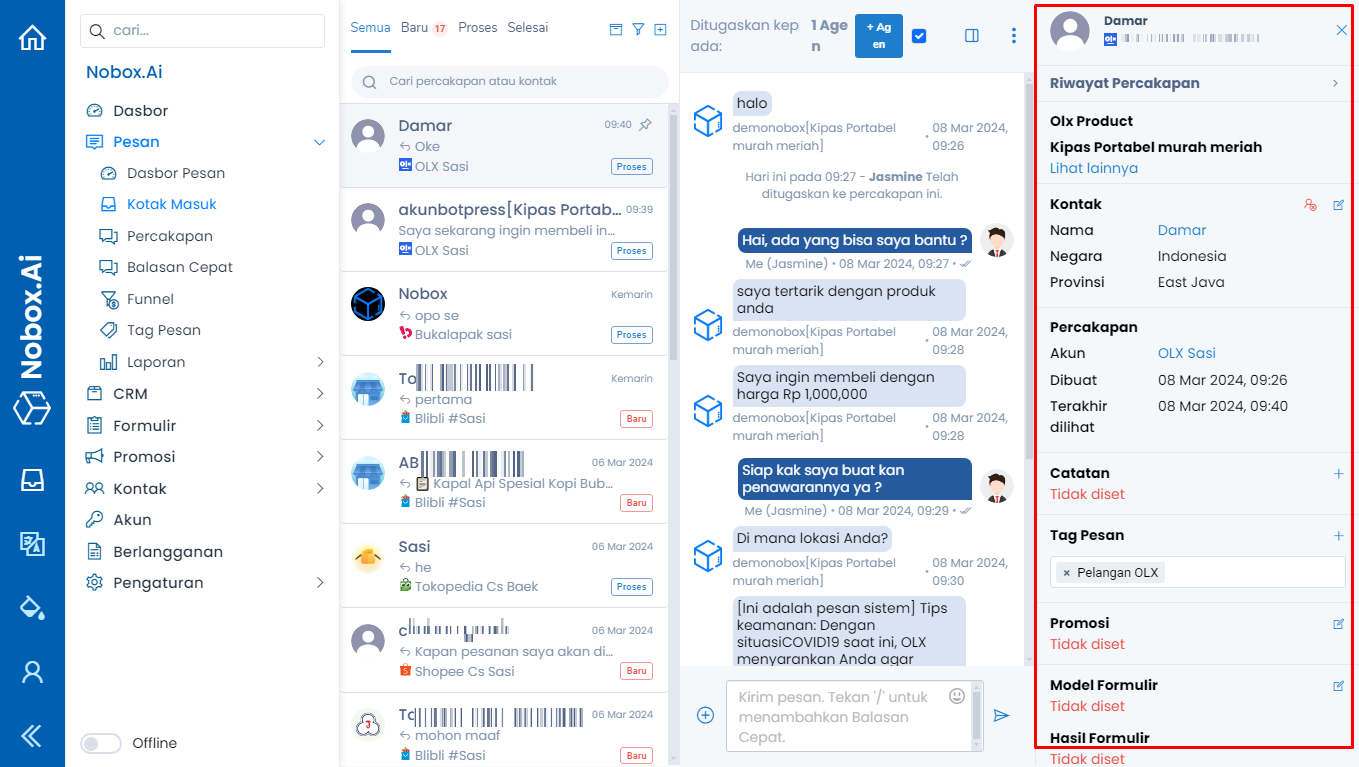 Nobox.Ai
cari...
Nobox.Ai
Dasbor
Pesan
Dasbor Pesan
Kotak Masuk
Percakapan
Balasan Cepat
Funnel
Tag Pesan
Laporan
CRM
Formulir
Promosi
Kontak
Akun
Berlangganan
Pengaturan
Offline
Semua Baru 17 Proses Selesai
Cari percakapan atau kontak
Damar 09:40
Oke
OLX Sasi Proses
akunbotpress[Kipas Portab... 09:39
Saya sekarang ingin membeli in...
OLX Sasi Proses
Nobox Kemarin
opo se
Bukalapak sasi Proses
To Kemarin
pertama
Blibli #Sasi Baru
AB 06 Mar 2024
Kapal Api Spesial Kopi Bub...
Blibli #Sasi Baru
Sasi 06 Mar 2024
he
Tokopedia Cs Baek Proses
c 06 Mar 2024
Kapan pesanan saya akan di...
Shopee Cs Sasi Baru
To 06 Mar 2024
mohon maaf
Blibli #Sasi Baru
Ditugaskan kep
ada:
1 Age
n
+ Ag
en
halo
demonobox[Kipas Portabel
murah meriah]
• 08 Mar 2024,
09:26
Hari ini pada 09:27 - Jasmine Telah
ditugaskan ke percakapan ini.
Hai, ada yang bisa saya bantu ?
Me (Jasmine) • 08 Mar 2024, 09:27 •
saya tertarik dengan produk
anda
demonobox[Kipas Portabel
murah meriah]
• 08 Mar 2024,
09:28
Saya ingin membeli dengan
harga Rp 1,000,000
demonobox[Kipas Portabel
murah meriah]
• 08 Mar 2024,
09:28
Siap kak saya buat kan
penawarannya ya ?
Me (Jasmine) • 08 Mar 2024, 09:29 •
Di mana lokasi Anda?
demonobox[Kipas Portabel
murah meriah]
• 08 Mar 2024,
09:30
[Ini adalah pesan sistem] Tips
keamanan: Dengan
situasiCOVID19 saat ini, OLX
menyarankan Anda agar
Kirim pesan. Tekan '/' untuk
menambahkan Balasan
Cepat.
Damar
Riwayat Percakapan
Olx Product
Kipas Portabel murah meriah
Lihat lainnya
Kontak
Nama Damar
Negara Indonesia
Provinsi East Java
Percakapan
Akun OLX Sasi
Dibuat 08 Mar 2024, 09:26
Terakhir 08 Mar 2024, 09:40
dilihat
Catatan
Tidak diset
Tag Pesan
× Pelangan OLX
Promosi
Tidak diset
Model Formulir
Tidak diset
Hasil Formulir
Tidak diset